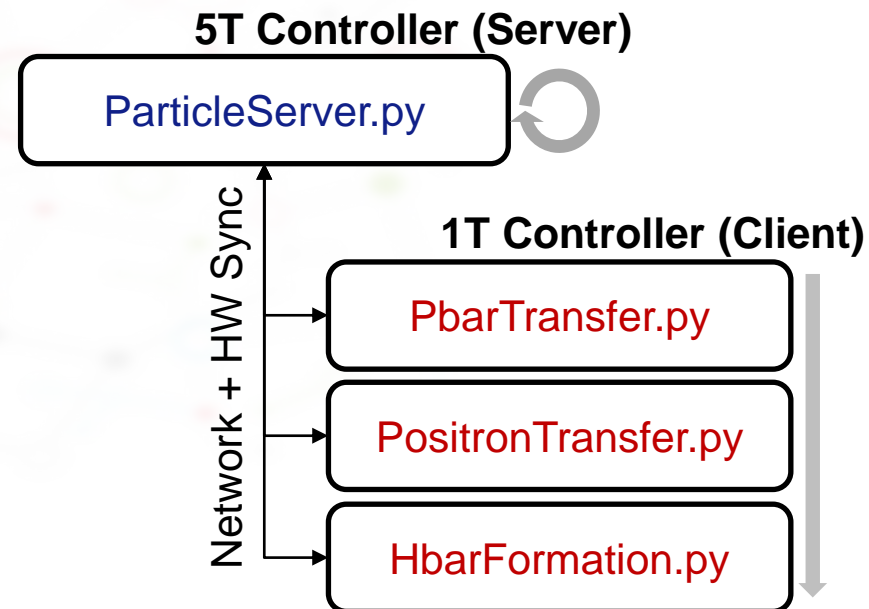 5T Controller (Server)
ParticleServer.py
Network + HW Sync
1T Controller (Client)
PbarTransfer.py
PositronTransfer.py
HbarFormation.py